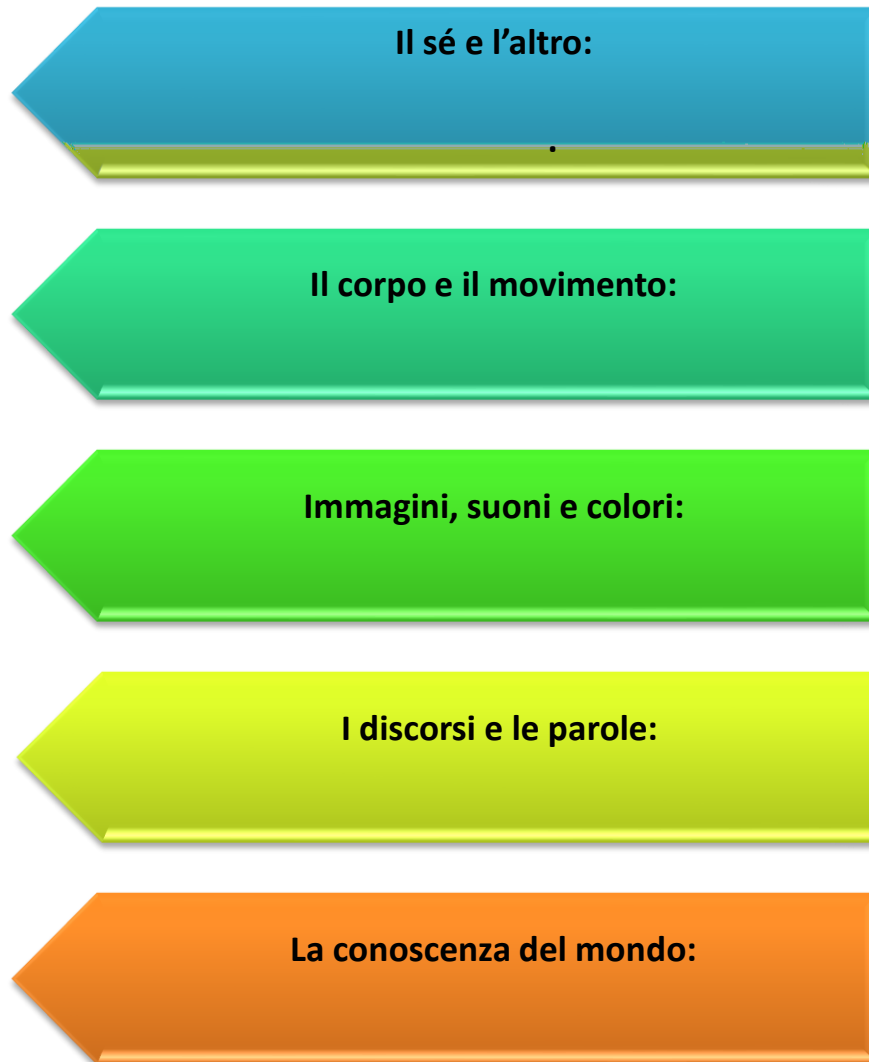 Il sé e l’altro:
.
Il corpo e il movimento:
Immagini, suoni e colori:
I discorsi e le parole:
La conoscenza del mondo: